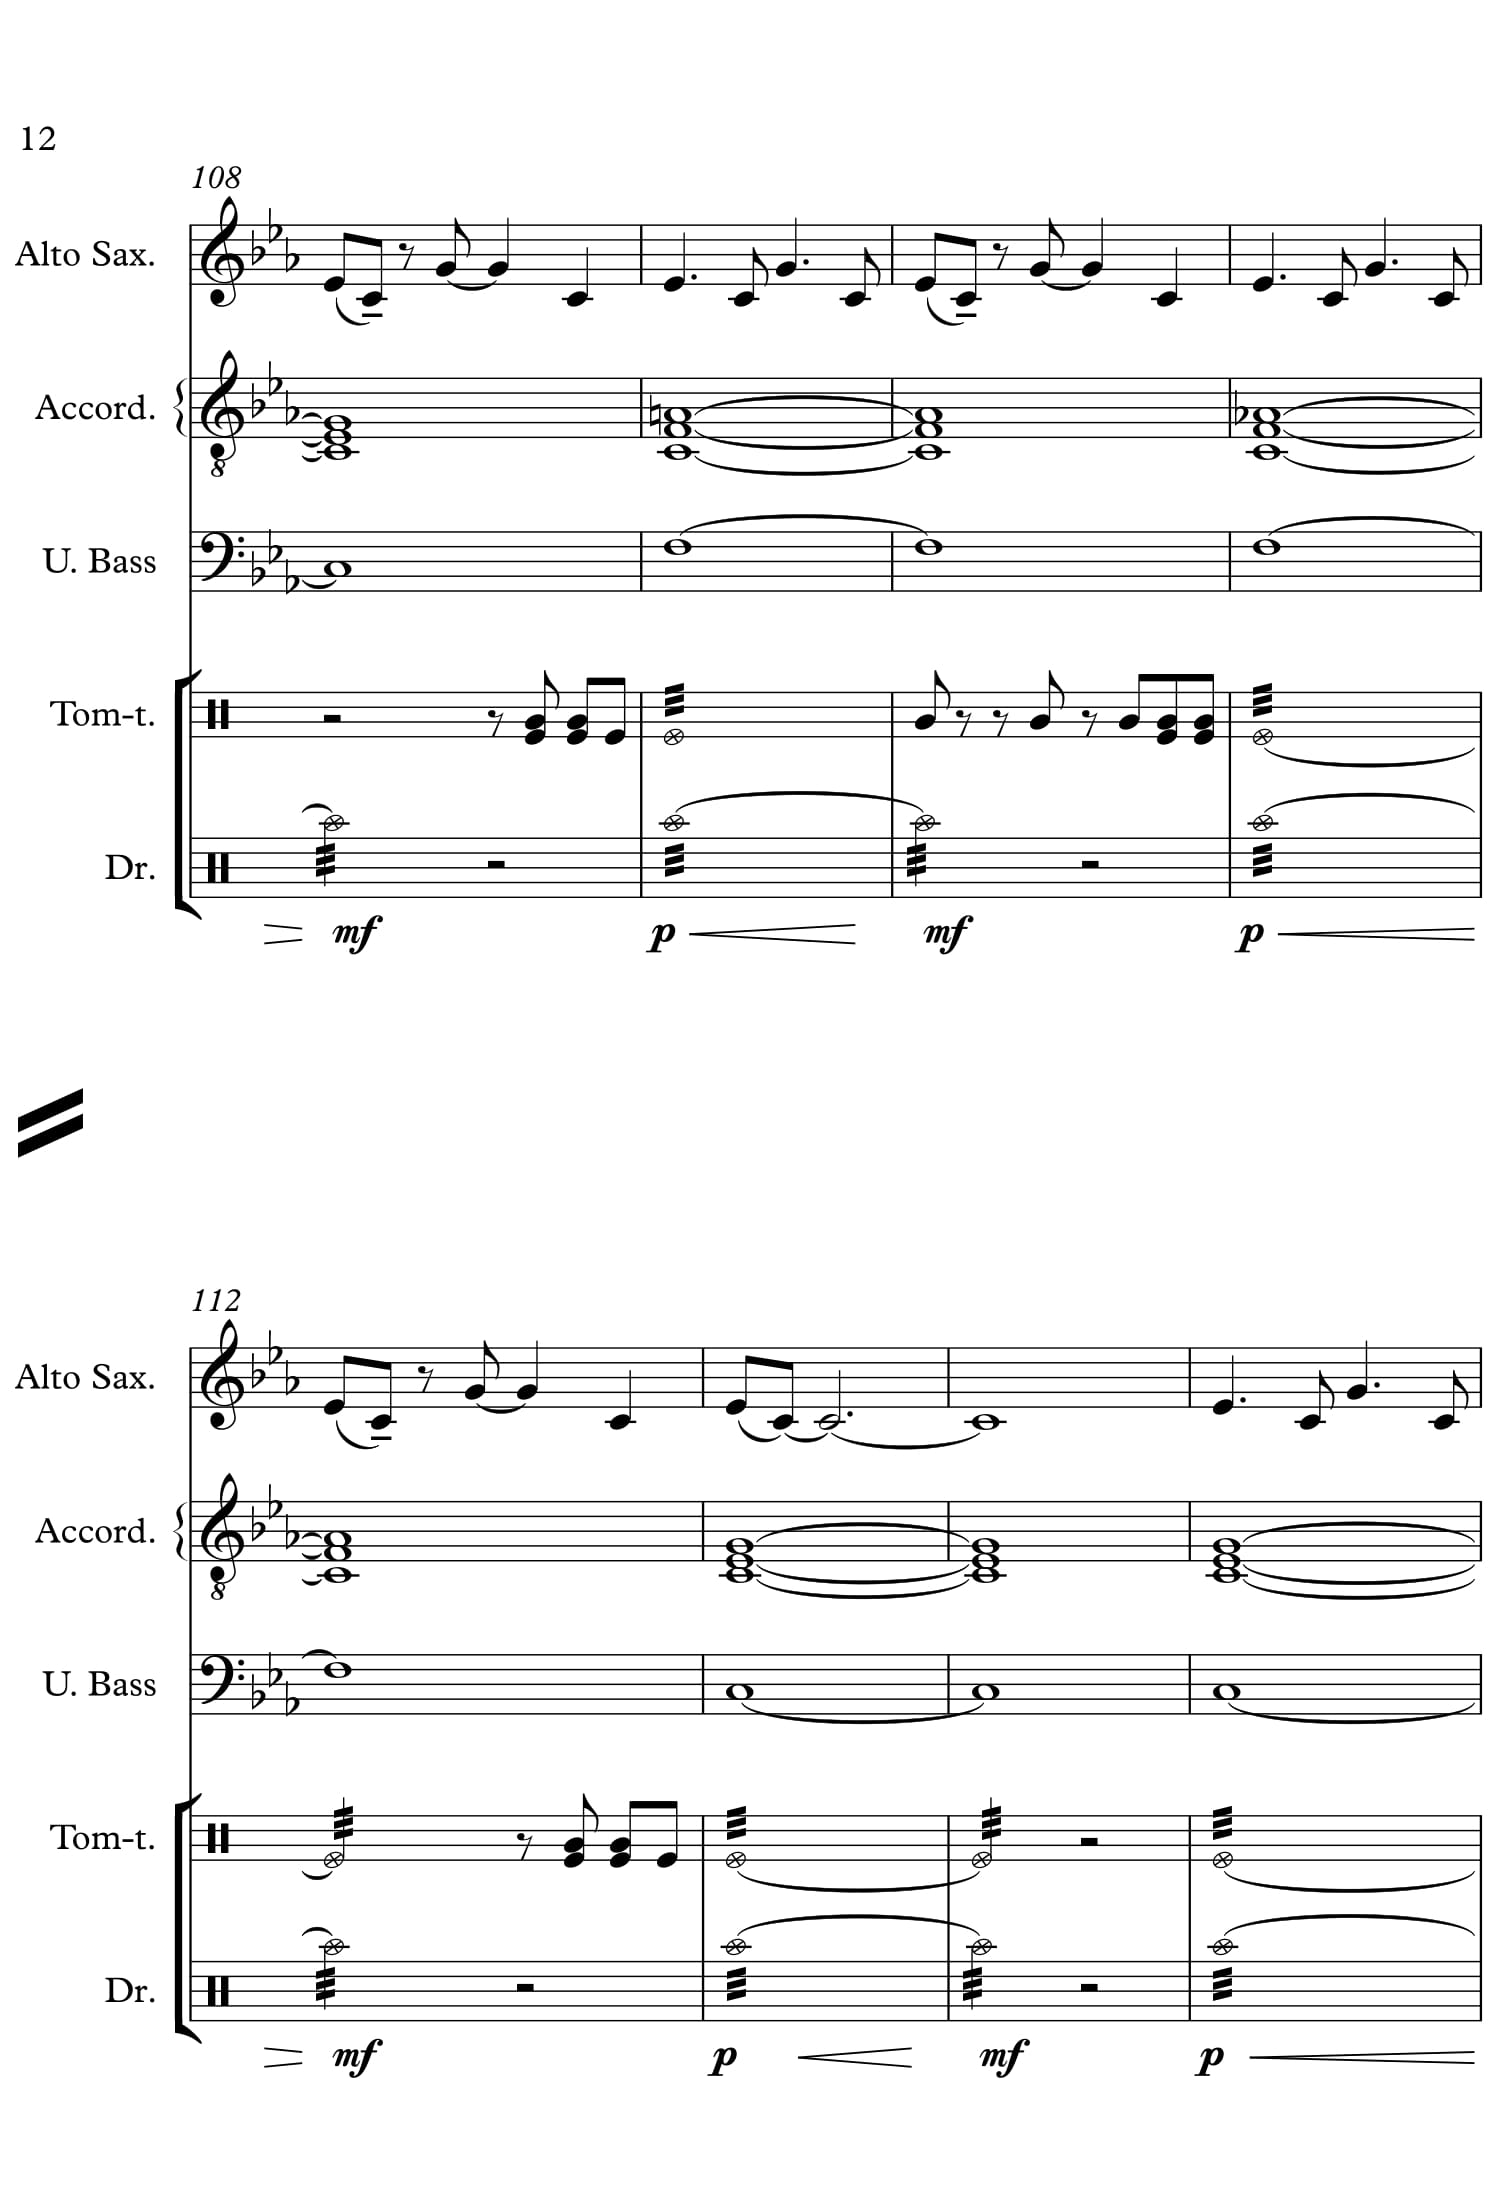 12
108
Alto Sax.
Accord.
8
U. Bass
Tom-t.
Dr.
mf p mf p
112
Alto Sax.
Accord.
8
U. Bass
Tom-t.
Dr.
mf p mf p